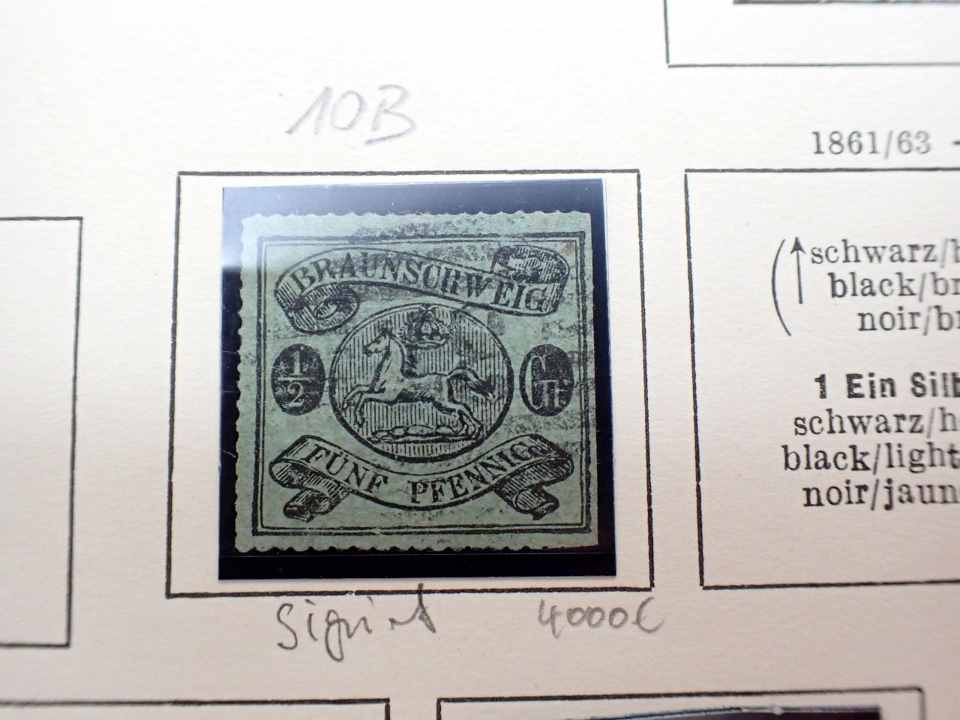 10B
1861/63 -
BRAUNSCHWEIG
1/2
Gr.
FÜNF PFENNIG
schwarz/b
black/br
noir/br
1 Ein Silb
schwarz/h
black/light
noir/jaun
Signiert 4000€